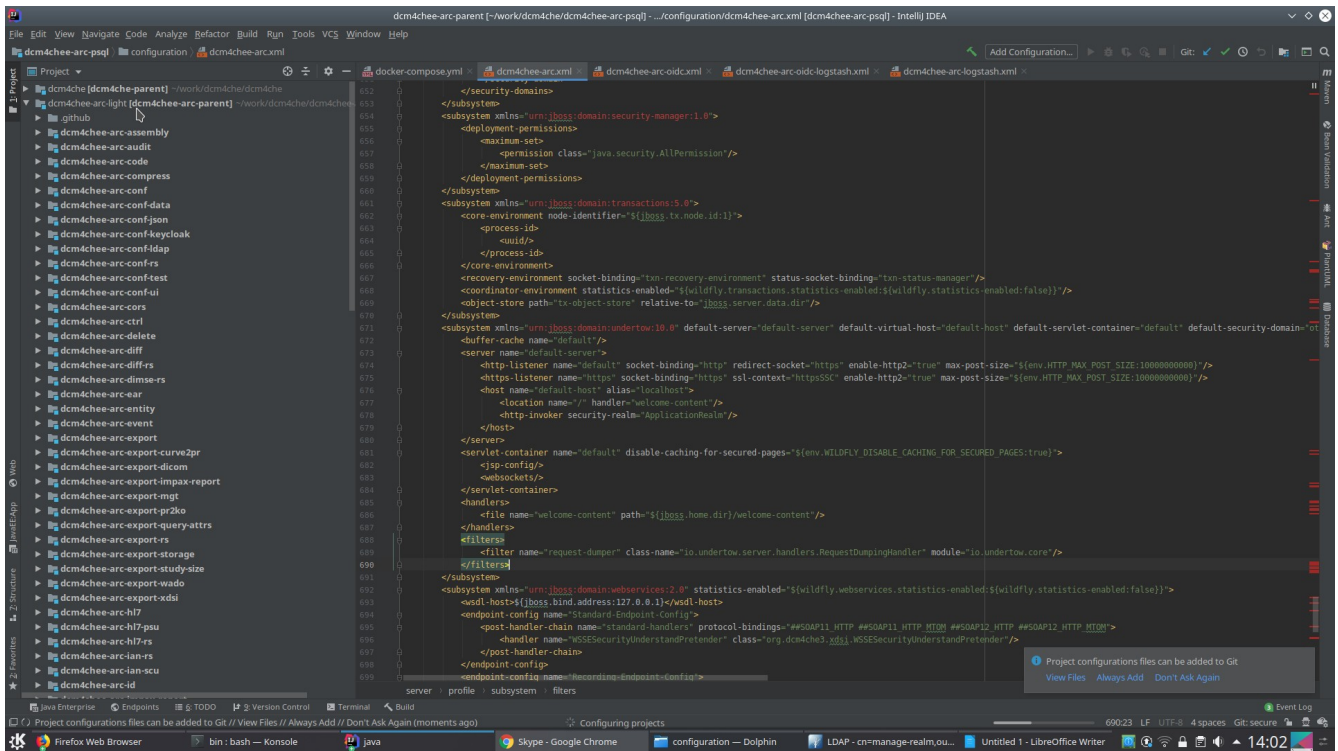 dcm4chee-arc-parent [~/work/dcm4che/dcm4chee-arc-psql] - .../configuration/dcm4chee-arc.xml [dcm4chee-arc-psql] - IntelliJ IDEA
File Edit View Navigate Code Analyze Refactor Build Run Tools VCS Window Help
dcm4chee-arc-psql configuration dcm4chee-arc.xml
Add Configuration... Git:
Project
docker-compose.yml dcm4chee-arc.xml dcm4chee-arc-oidc.xml dcm4chee-arc-oidc-logstash.xml dcm4chee-arc-logstash.xml
1: Project
dcm4che [dcm4che-parent] ~/work/dcm4che/dcm4che
dcm4chee-arc-light [dcm4chee-arc-parent] ~/work/dcm4che/dcm4chee
.github
dcm4chee-arc-assembly
dcm4chee-arc-audit
dcm4chee-arc-code
dcm4chee-arc-compress
dcm4chee-arc-conf
dcm4chee-arc-conf-data
dcm4chee-arc-conf-json
dcm4chee-arc-conf-keycloak
dcm4chee-arc-conf-ldap
dcm4chee-arc-conf-rs
dcm4chee-arc-conf-test
dcm4chee-arc-conf-ui
dcm4chee-arc-cors
dcm4chee-arc-ctrl
dcm4chee-arc-delete
dcm4chee-arc-diff
dcm4chee-arc-diff-rs
dcm4chee-arc-dimse-rs
dcm4chee-arc-ear
dcm4chee-arc-entity
dcm4chee-arc-event
dcm4chee-arc-export
dcm4chee-arc-export-curve2pr
dcm4chee-arc-export-dicom
dcm4chee-arc-export-impax-report
dcm4chee-arc-export-mgt
dcm4chee-arc-export-pr2ko
dcm4chee-arc-export-query-attrs
dcm4chee-arc-export-rs
dcm4chee-arc-export-storage
dcm4chee-arc-export-study-size
dcm4chee-arc-export-wado
dcm4chee-arc-export-xdsi
dcm4chee-arc-hl7
dcm4chee-arc-hl7-psu
dcm4chee-arc-hl7-rs
dcm4chee-arc-ian-rs
dcm4chee-arc-ian-scu
dcm4chee-arc-id
Web
JavaEE:App
Z: Structure
2: Favorites
652 </security-domains>
653 </subsystem>
654 <subsystem xmlns="urn:jboss:domain:security-manager:1.0">
655 <deployment-permissions>
656 <maximum-set>
657 <permission class="java.security.AllPermission"/>
658 </maximum-set>
659 </deployment-permissions>
660 </subsystem>
661 <subsystem xmlns="urn:jboss:domain:transactions:5.0">
662 <core-environment node-identifier="${jboss.tx.node.id:1}">
663 <process-id>
664 <uuid/>
665 </process-id>
666 </core-environment>
667 <recovery-environment socket-binding="txn-recovery-environment" status-socket-binding="txn-status-manager"/>
668 <coordinator-environment statistics-enabled="${wildfly.transactions.statistics-enabled:${wildfly.statistics-enabled:false}}"/>
669 <object-store path="tx-object-store" relative-to="jboss.server.data.dir"/>
670 </subsystem>
671 <subsystem xmlns="urn:jboss:domain:undertow:10.0" default-server="default-server" default-virtual-host="default-host" default-servlet-container="default" default-security-domain="ot
672 <buffer-cache name="default"/>
673 <server name="default-server">
674 <http-listener name="default" socket-binding="http" redirect-socket="https" enable-http2="true" max-post-size="${env.HTTP_MAX_POST_SIZE:10000000000}"/>
675 <https-listener name="https" socket-binding="https" ssl-context="httpsSSC" enable-http2="true" max-post-size="${env.HTTP_MAX_POST_SIZE:10000000000}"/>
676 <host name="default-host" alias="localhost">
677 <location name="/" handler="welcome-content"/>
678 <http-invoker security-realm="ApplicationRealm"/>
679 </host>
680 </server>
681 <servlet-container name="default" disable-caching-for-secured-pages="${env.WILDFLY_DISABLE_CACHING_FOR_SECURED_PAGES:true}">
682 <jsp-config/>
683 <websockets/>
684 </servlet-container>
685 <handlers>
686 <file name="welcome-content" path="${jboss.home.dir}/welcome-content"/>
687 </handlers>
688 <filters>
689 <filter name="request-dumper" class-name="io.undertow.server.handlers.RequestDumpingHandler" module="io.undertow.core"/>
690 </filters>
691 </subsystem>
692 <subsystem xmlns="urn:jboss:domain:webservices:2.0" statistics-enabled="${wildfly.webservices.statistics-enabled:${wildfly.statistics-enabled:false}}">
693 <wsdl-host>${jboss.bind.address:127.0.0.1}</wsdl-host>
694 <endpoint-config name="Standard-Endpoint-Config">
695 <post-handler-chain name="standard-handlers" protocol-bindings="##SOAP11_HTTP ##SOAP11_HTTP_MTOM ##SOAP12_HTTP ##SOAP12_HTTP_MTOM">
696 <handler name="WSSESecurityUnderstandPretender" class="org.dcm4che3.xdsi.WSSESecurityUnderstandPretender"/>
697 </post-handler-chain>
698 </endpoint-config>
699 <endpoint-config name="Recording-Endpoint-Config">
server profile subsystem filters
Maven
Bean Validation
Ant
PlantUML
Database
Project configurations files can be added to Git
View Files Always Add Don't Ask Again
Java Enterprise Endpoints 6: TODO 9: Version Control Terminal Build Event Log
Project configurations files can be added to Git // View Files // Always Add // Don't Ask Again (moments ago) Configuring projects 690:23 LF UTF-8 4 spaces Git: secure
Firefox Web Browser bin : bash — Konsole java Skype - Google Chrome configuration — Dolphin LDAP - cn=manage-realm,ou... Untitled 1 - LibreOffice Writer 14:02